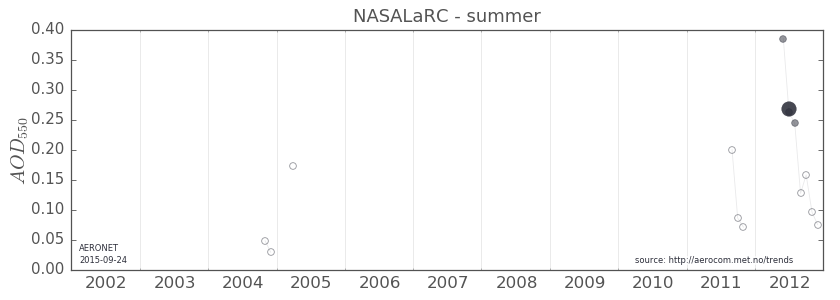 NASALaRC - summer
0.40
0.35
0.30
0.25
0.20
0.15
0.10
0.05
0.00
AOD550
AERONET
2015-09-24
source: http://aerocom.met.no/trends
2002 2003 2004 2005 2006 2007 2008 2009 2010 2011 2012